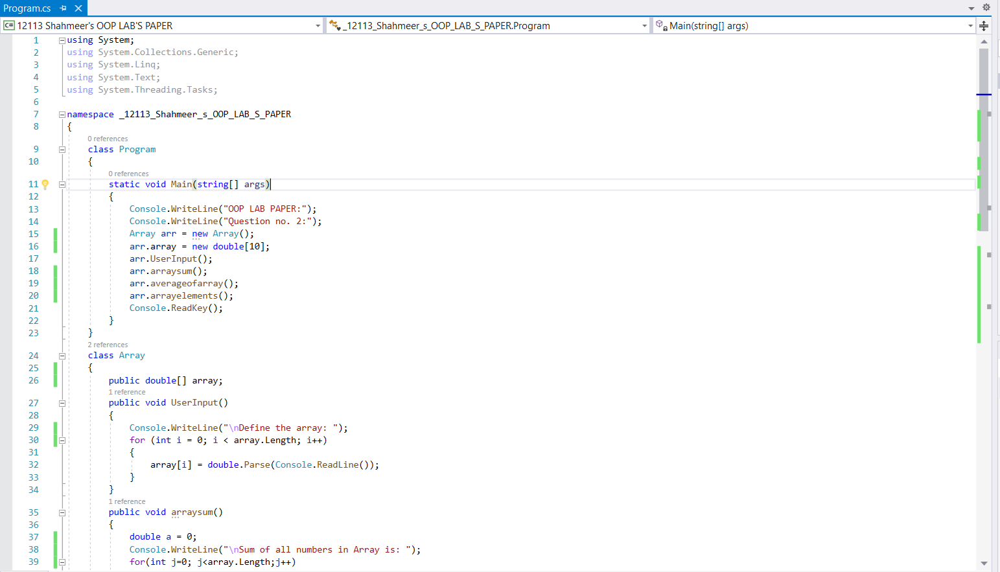 Program.cs
12113 Shahmeer's OOP LAB'S PAPER
_12113_Shahmeer_s_OOP_LAB_S_PAPER.Program
Main(string[] args)
1 using System;
2 using System.Collections.Generic;
3 using System.Linq;
4 using System.Text;
5 using System.Threading.Tasks;
6
7 namespace _12113_Shahmeer_s_OOP_LAB_S_PAPER
8 {
0 references
9 class Program
10 {
0 references
11 static void Main(string[] args)
12 {
13 Console.WriteLine("OOP LAB PAPER:");
14 Console.WriteLine("Question no. 2:");
15 Array arr = new Array();
16 arr.array = new double[10];
17 arr.UserInput();
18 arr.arraysum();
19 arr.averageofarray();
20 arr.arrayelements();
21 Console.ReadKey();
22 }
23 }
2 references
24 class Array
25 {
26 public double[] array;
1 reference
27 public void UserInput()
28 {
29 Console.WriteLine("\nDefine the array: ");
30 for (int i = 0; i < array.Length; i++)
31 {
32 array[i] = double.Parse(Console.ReadLine());
33 }
34 }
1 reference
35 public void arraysum()
36 {
37 double a = 0;
38 Console.WriteLine("\nSum of all numbers in Array is: ");
39 for(int j=0; j<array.Length;j++)